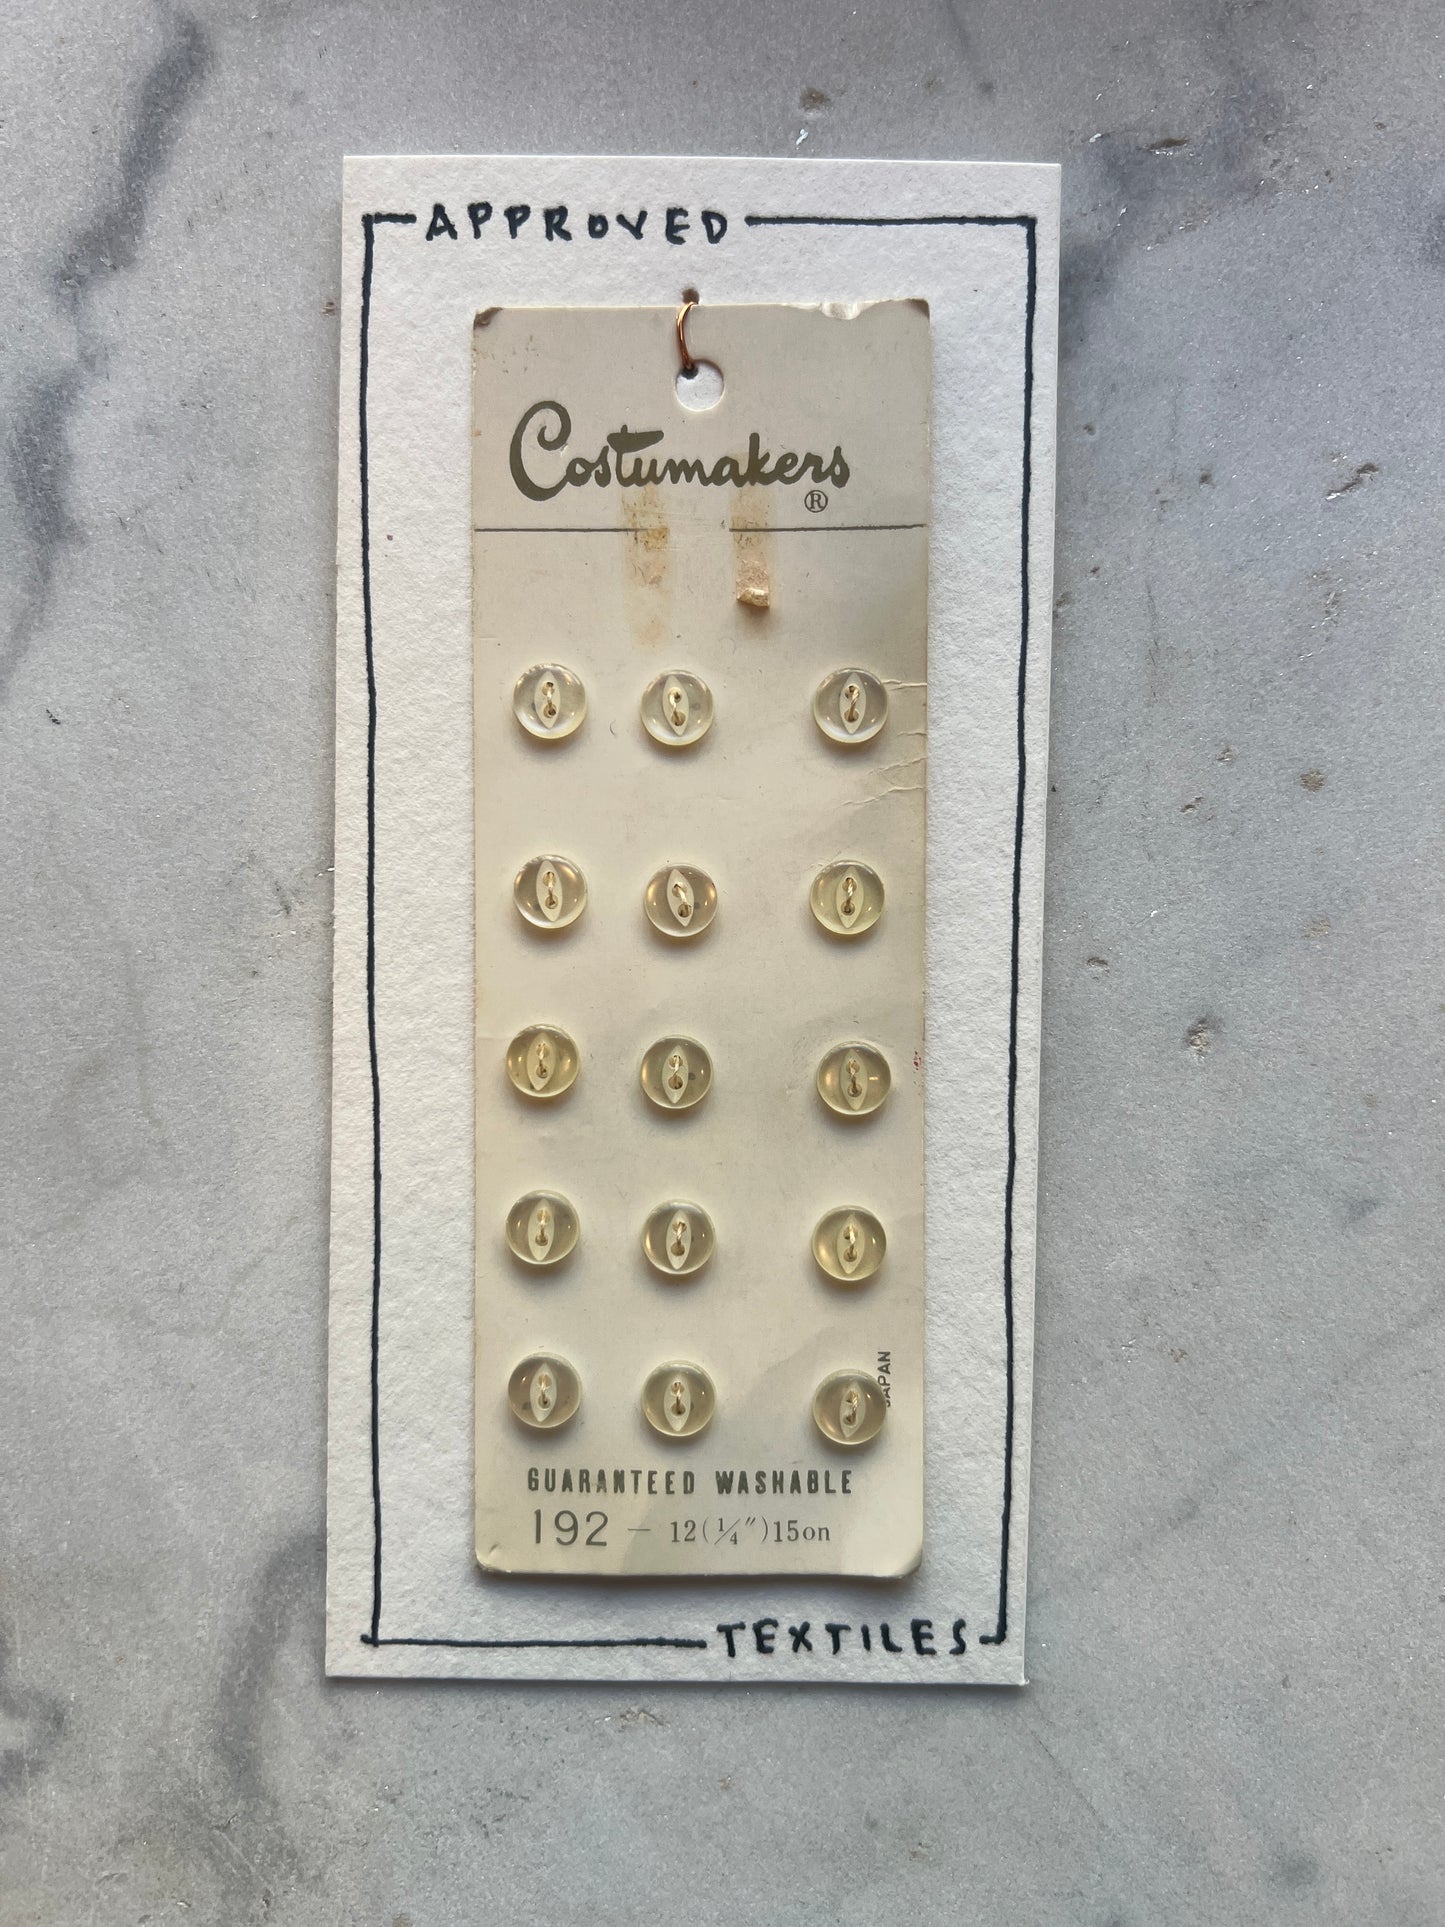 APPROVED
Costumakers
®
JAPAN
GUARANTEED WASHABLE
192 - 12(1/4")15on
TEXTILES